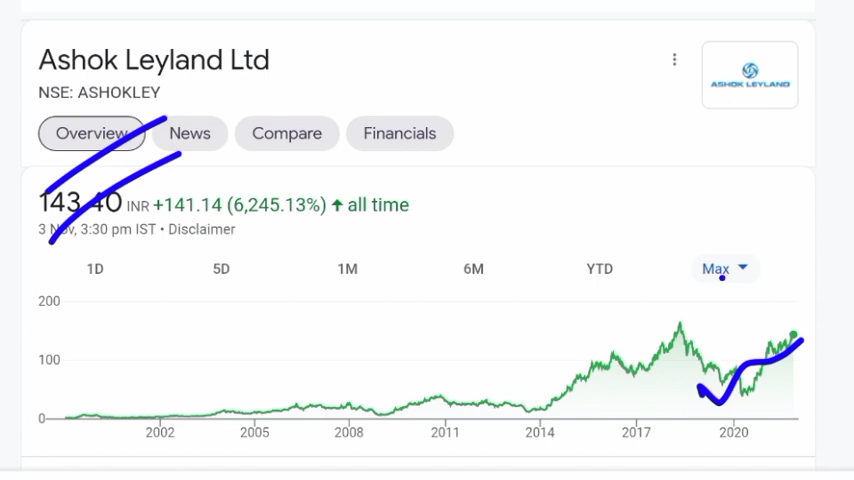 Ashok Leyland Ltd
NSE: ASHOKLEY
ASHOK LEYLAND
Overview News Compare Financials
143.40 INR +141.14 (6,245.13%) ↑ all time
3 Nov, 3:30 pm IST • Disclaimer
1D 5D 1M 6M YTD Max
200
100
0
2002 2005 2008 2011 2014 2017 2020